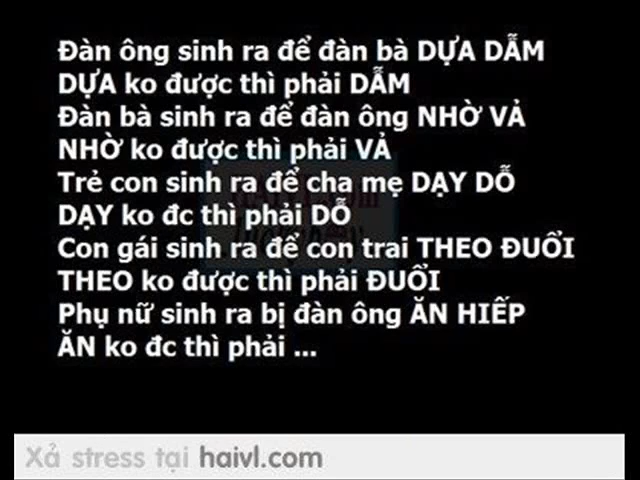 Đàn ông sinh ra để đàn bà DỰA DẪM
DỰA ko được thì phải DẪM
Đàn bà sinh ra để đàn ông NHỜ VẢ
NHỜ ko được thì phải VẢ
Trẻ con sinh ra để cha mẹ DẠY DỖ
DẠY ko đc thì phải DỖ
Con gái sinh ra để con trai THEO ĐUỔI
THEO ko được thì phải ĐUỔI
Phụ nữ sinh ra bị đàn ông ĂN HIẾP
ĂN ko đc thì phải ...
Xả stress tại haivl.com